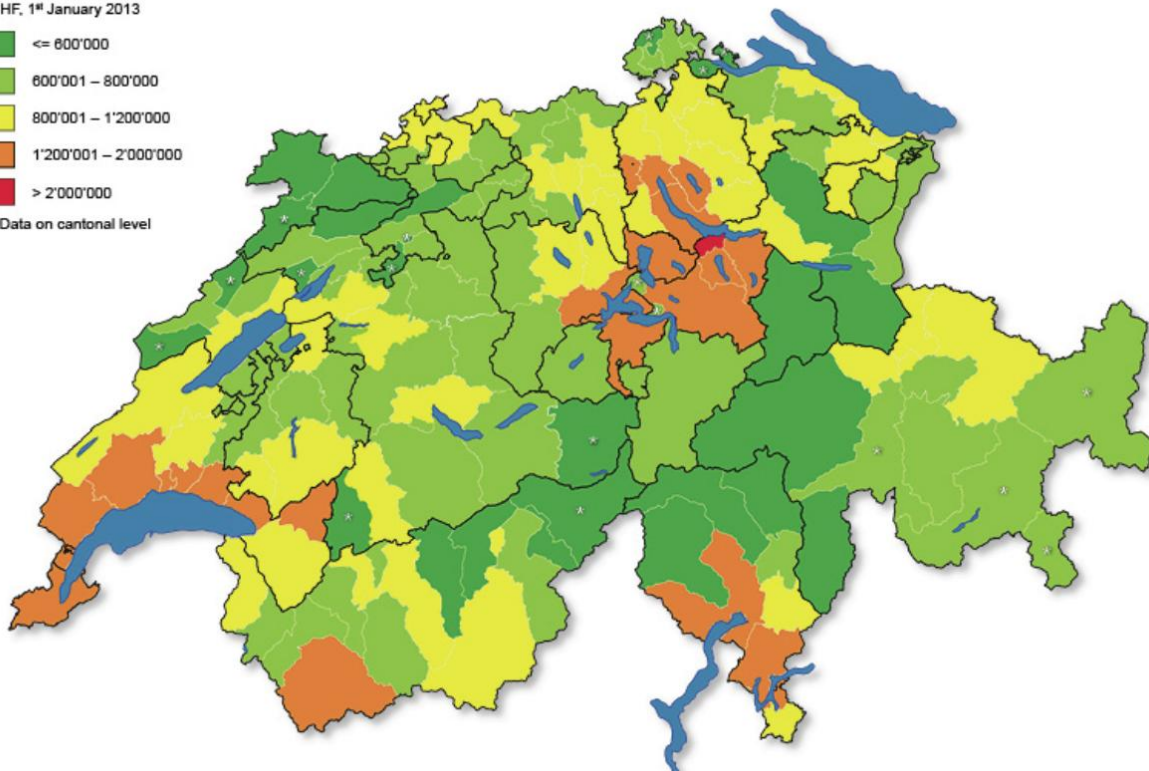 HF, 1st January 2013
<= 600'000
600'001 – 800'000
800'001 – 1'200'000
1'200'001 – 2'000'000
> 2'000'000
Data on cantonal level